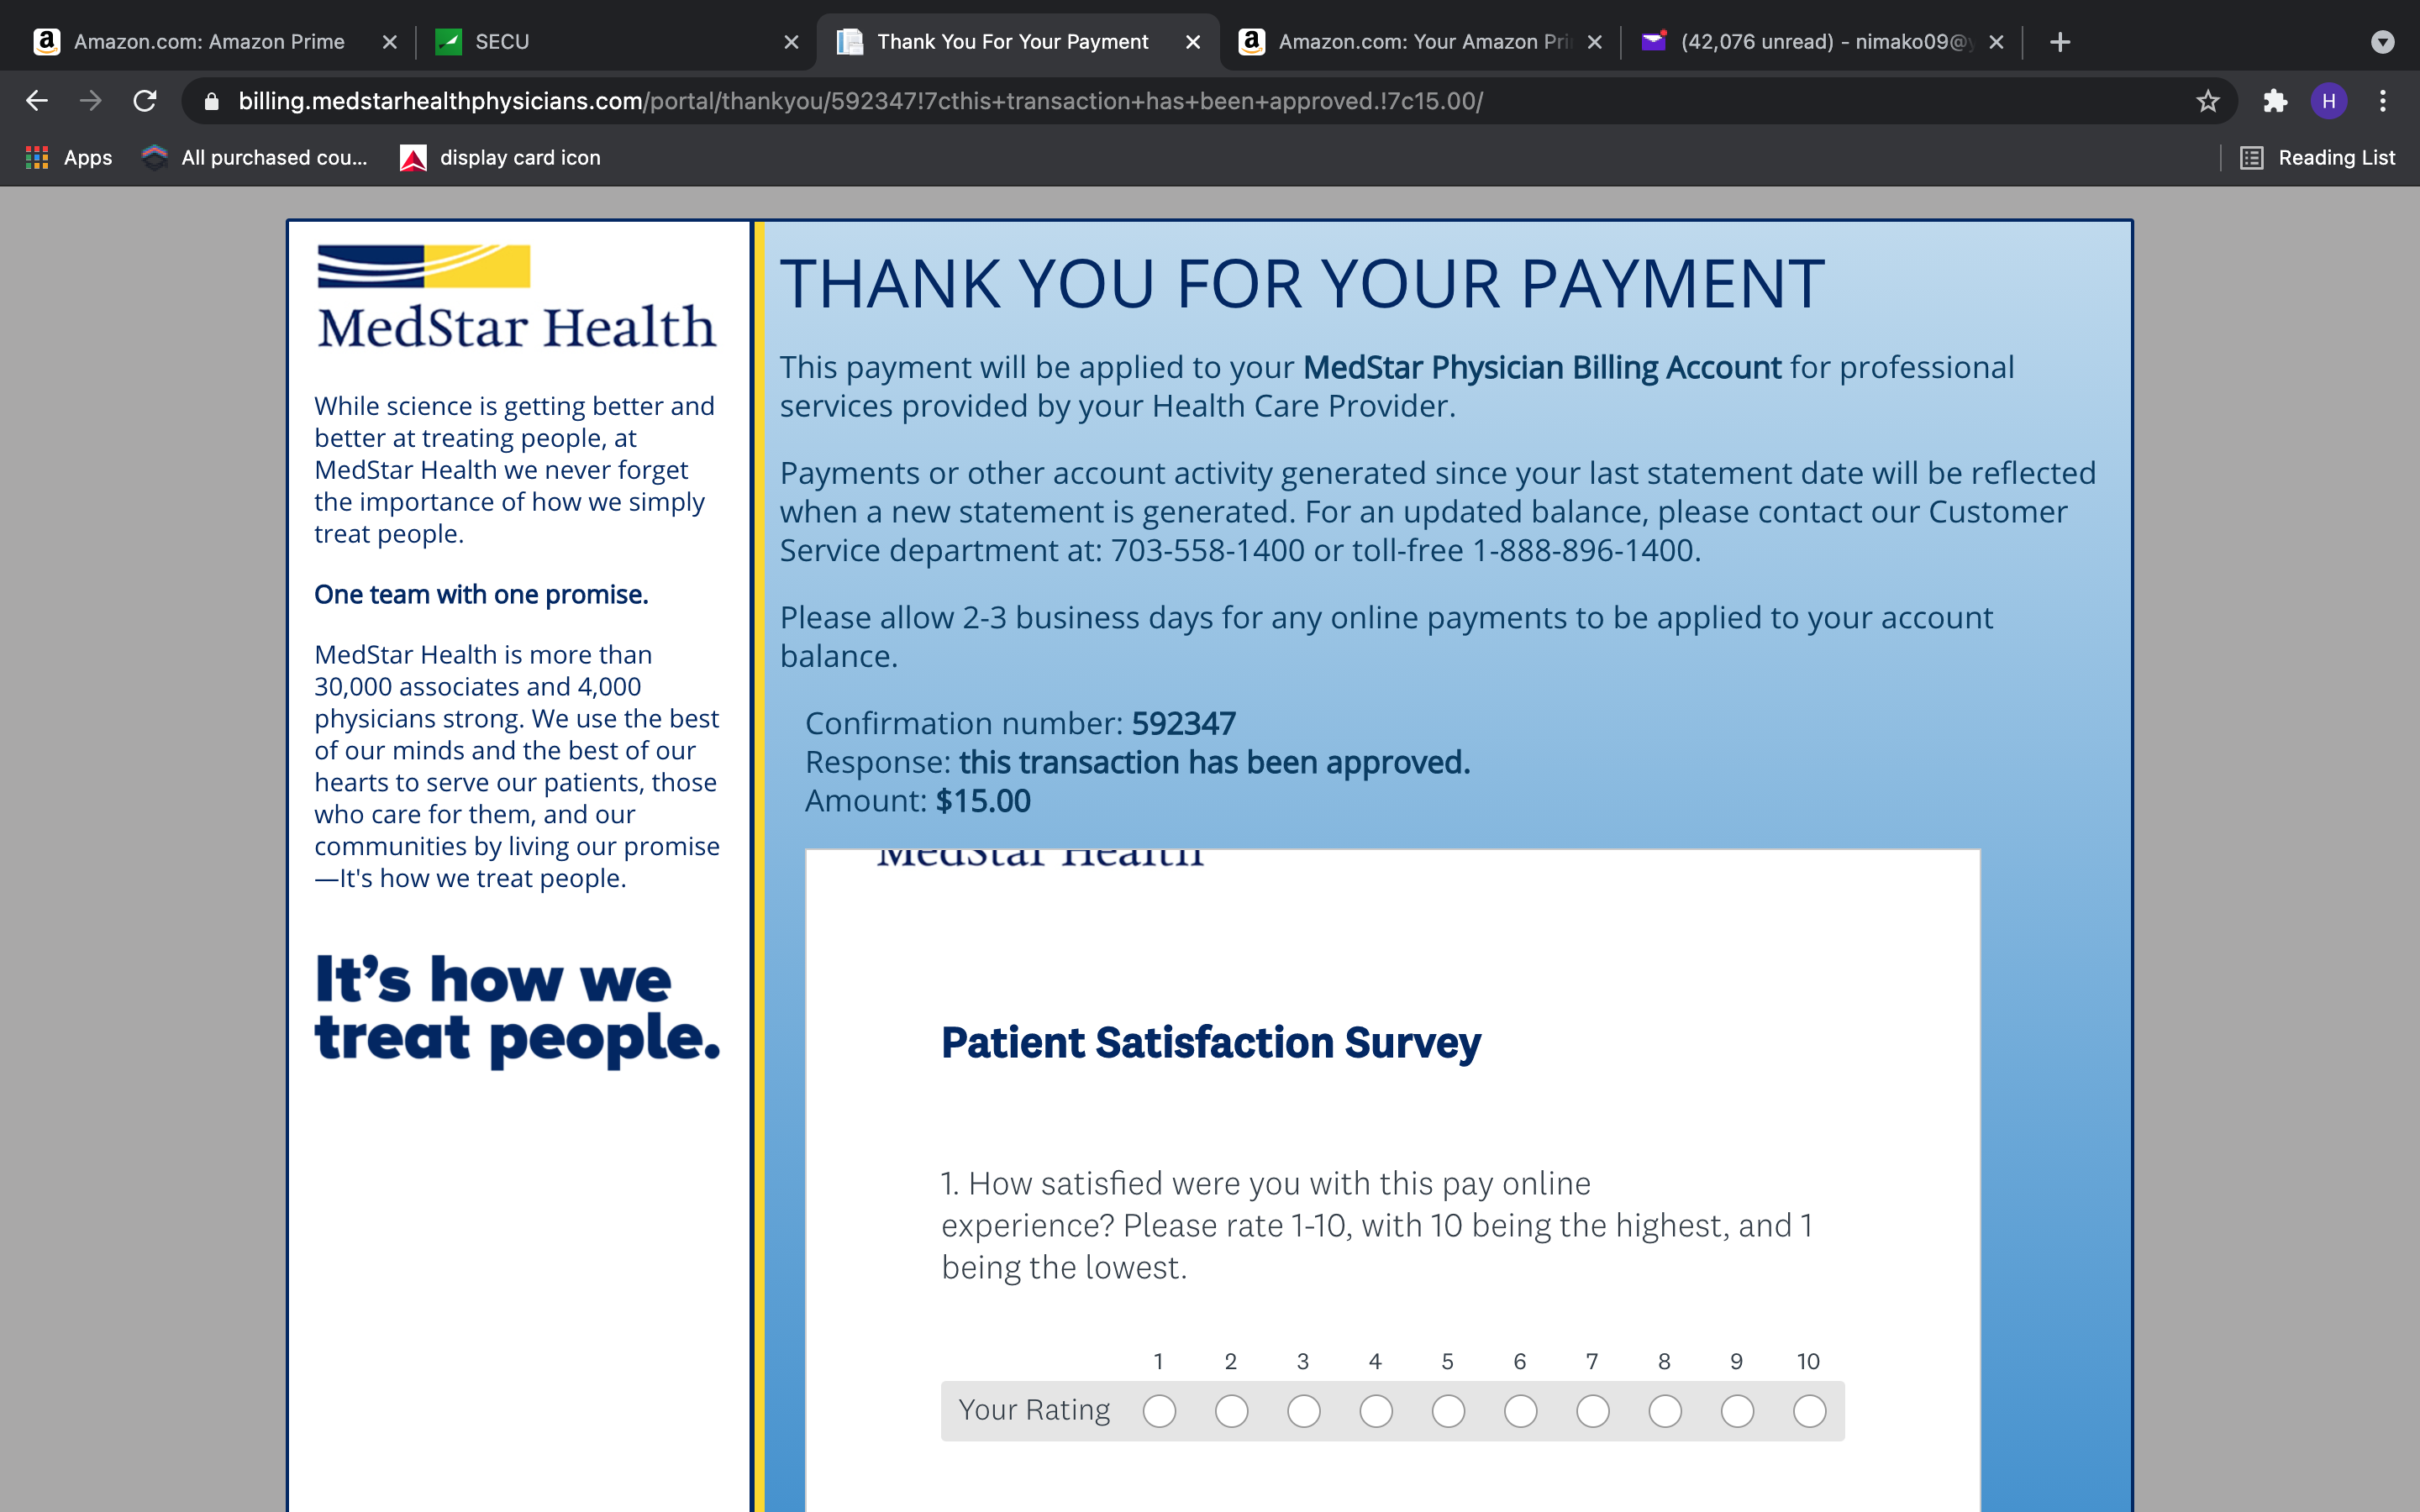 Amazon.com: Amazon Prime
SECU
Thank You For Your Payment
Amazon.com: Your Amazon Pri
(42,076 unread) - nimako09@
billing.medstarhealthphysicians.com/portal/thankyou/592347!7cthis+transaction+has+been+approved.!7c15.00/
H
Apps
All purchased cou...
display card icon
Reading List
MedStar Health
While science is getting better and
better at treating people, at
MedStar Health we never forget
the importance of how we simply
treat people.
One team with one promise.
MedStar Health is more than
30,000 associates and 4,000
physicians strong. We use the best
of our minds and the best of our
hearts to serve our patients, those
who care for them, and our
communities by living our promise
—It's how we treat people.
It's how we
treat people.
THANK YOU FOR YOUR PAYMENT
This payment will be applied to your MedStar Physician Billing Account for professional
services provided by your Health Care Provider.
Payments or other account activity generated since your last statement date will be reflected
when a new statement is generated. For an updated balance, please contact our Customer
Service department at: 703-558-1400 or toll-free 1-888-896-1400.
Please allow 2-3 business days for any online payments to be applied to your account
balance.
Confirmation number: 592347
Response: this transaction has been approved.
Amount: $15.00
MedStar Health
Patient Satisfaction Survey
1. How satisfied were you with this pay online
experience? Please rate 1-10, with 10 being the highest, and 1
being the lowest.
1 2 3 4 5 6 7 8 9 10
Your Rating